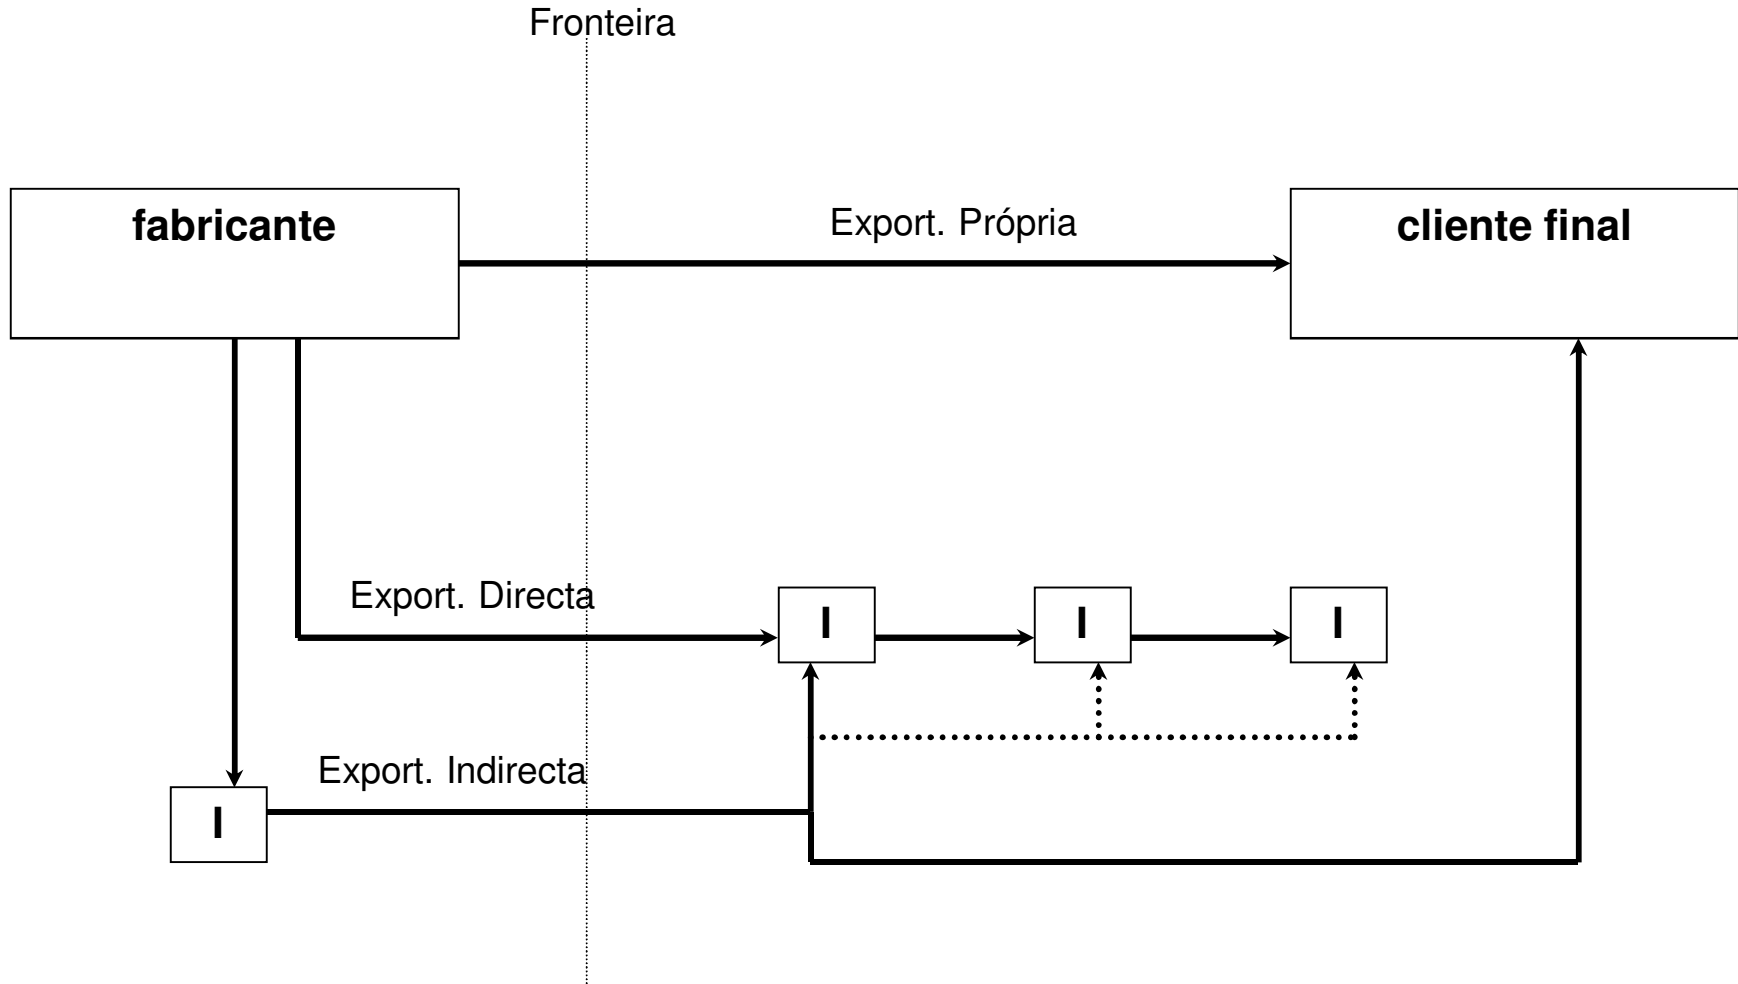 Fronteira
fabricante
Export. Própria
cliente final
Export. Directa
I
I
I
Export. Indirecta
I